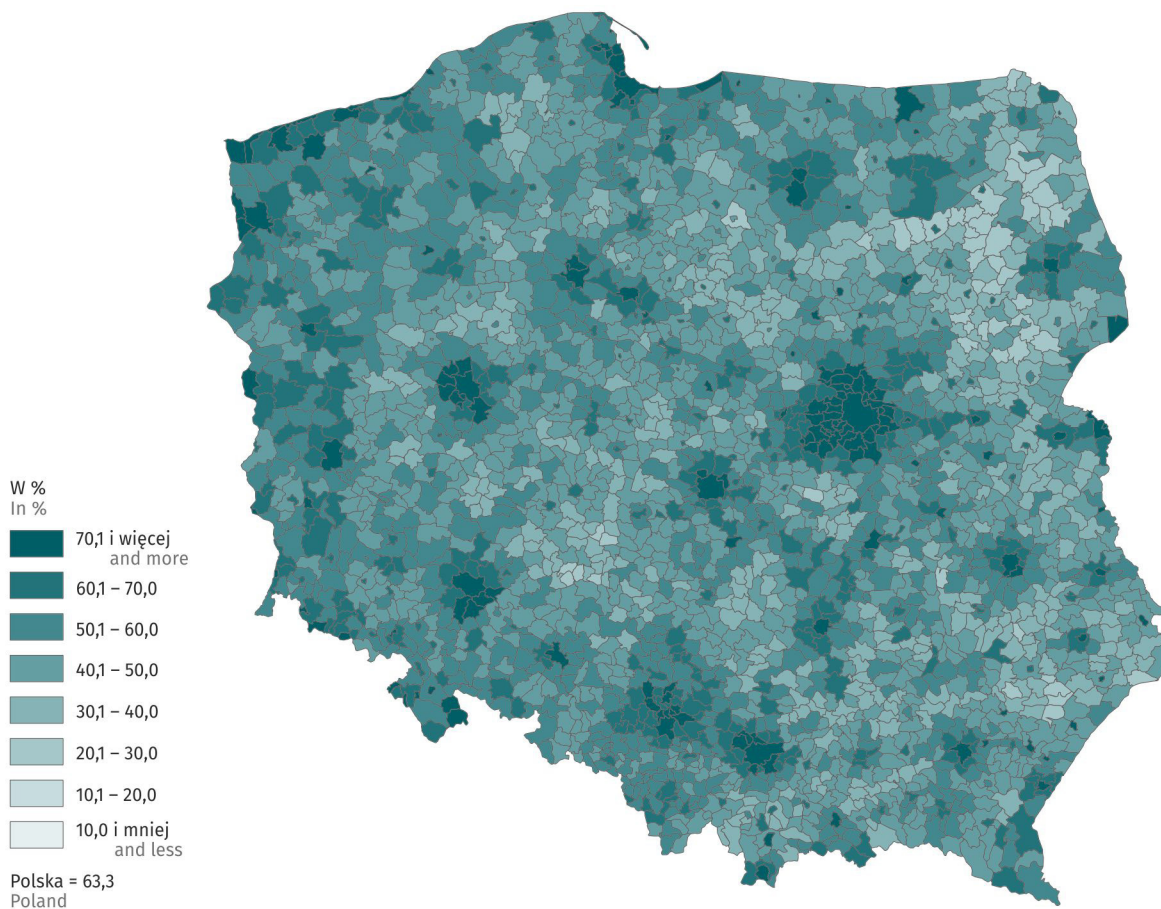 W %
In %
70,1 i więcej
and more
60,1 – 70,0
50,1 – 60,0
40,1 – 50,0
30,1 – 40,0
20,1 – 30,0
10,1 – 20,0
10,0 i mniej
and less
Polska = 63,3
Poland